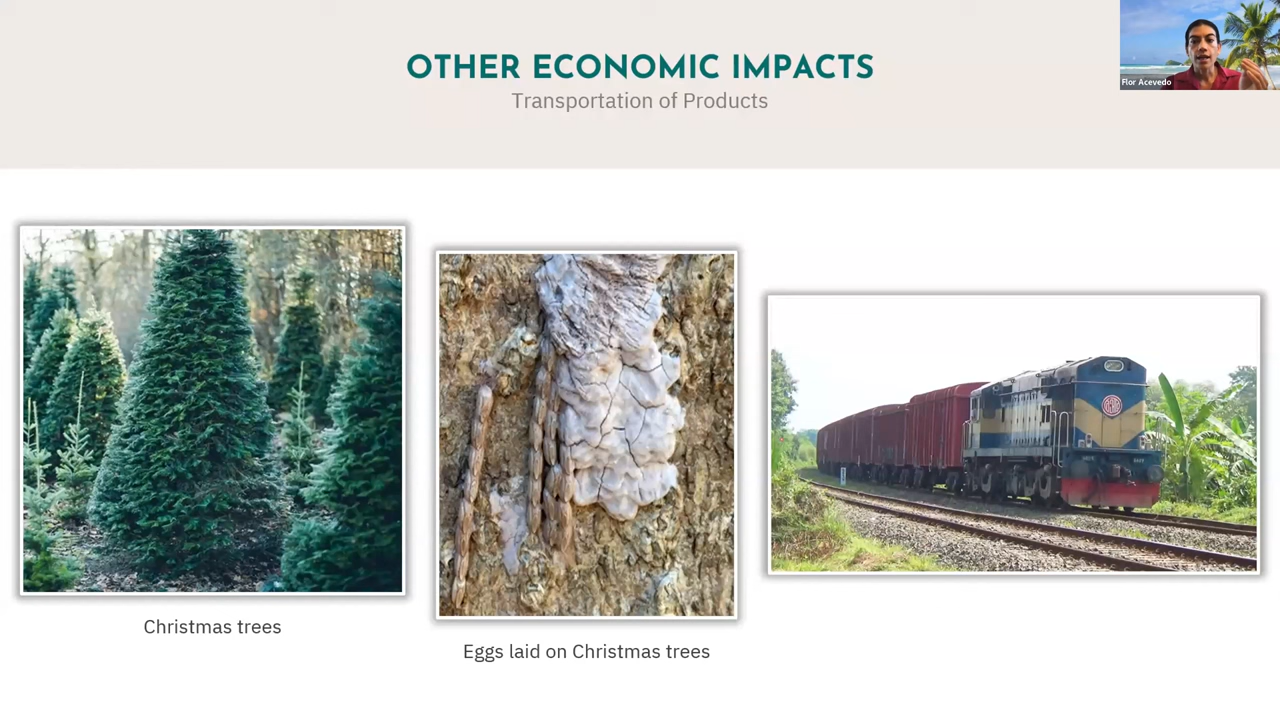 OTHER ECONOMIC IMPACTS
Transportation of Products
Flor Acevedo
Christmas trees
Eggs laid on Christmas trees